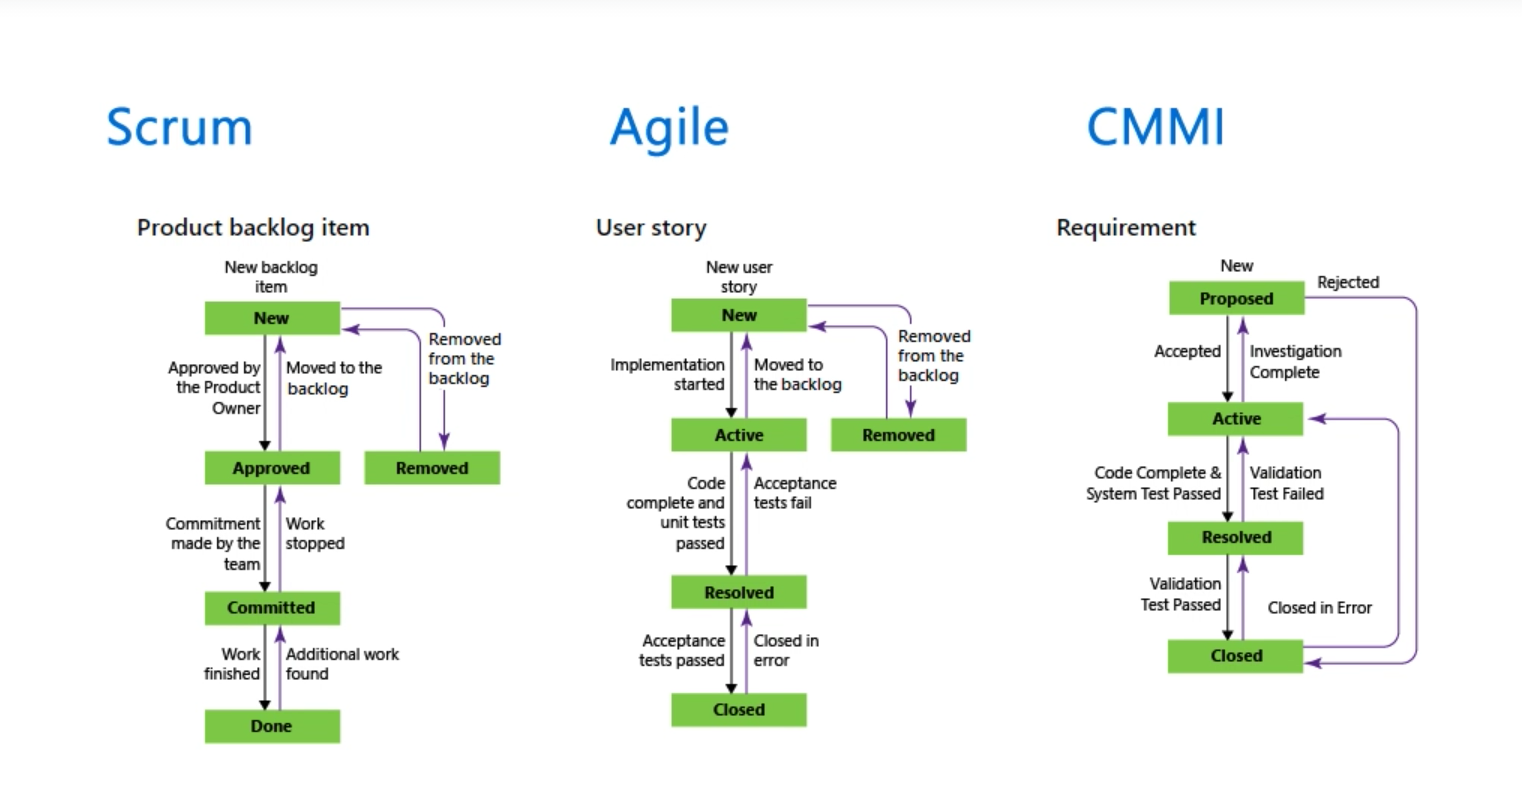 Scrum
Product backlog item
New backlog
item
New
Approved by
the Product
Owner
Moved to the
backlog
Removed
from the
backlog
Approved
Removed
Commitment
made by the
team
Work
stopped
Committed
Work
finished
Additional work
found
Done
Agile
User story
New user
story
New
Implementation
started
Moved to
the backlog
Removed
from the
backlog
Active
Removed
Code
complete and
unit tests
passed
Acceptance
tests fail
Resolved
Acceptance
tests passed
Closed in
error
Closed
CMMI
Requirement
New
Proposed
Rejected
Accepted
Investigation
Complete
Active
Code Complete &
System Test Passed
Validation
Test Failed
Resolved
Validation
Test Passed
Closed in Error
Closed